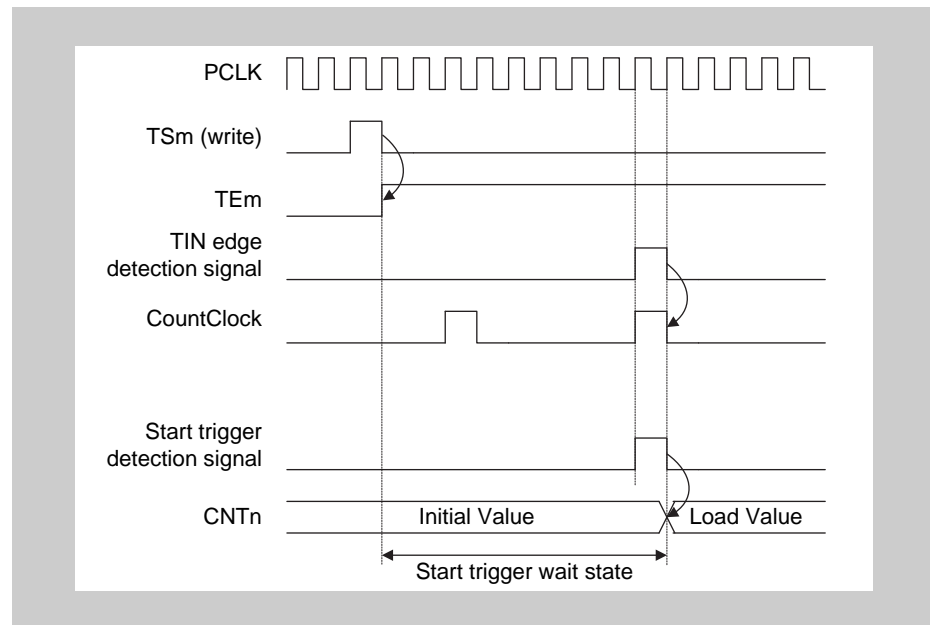 PCLK
TSm (write)
TEm
TIN edge
detection signal
CountClock
Start trigger
detection signal
CNTn
Initial Value
Load Value
Start trigger wait state